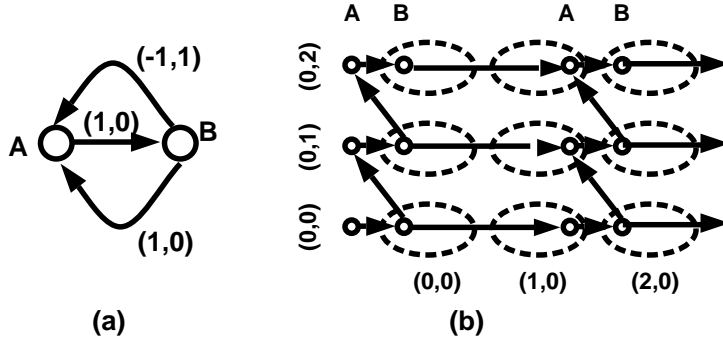 (-1,1)
(1,0)
A
B
(1,0)
(a)
A B A B
(0,2)
(0,1)
(0,0)
(0,0) (1,0) (2,0)
(b)